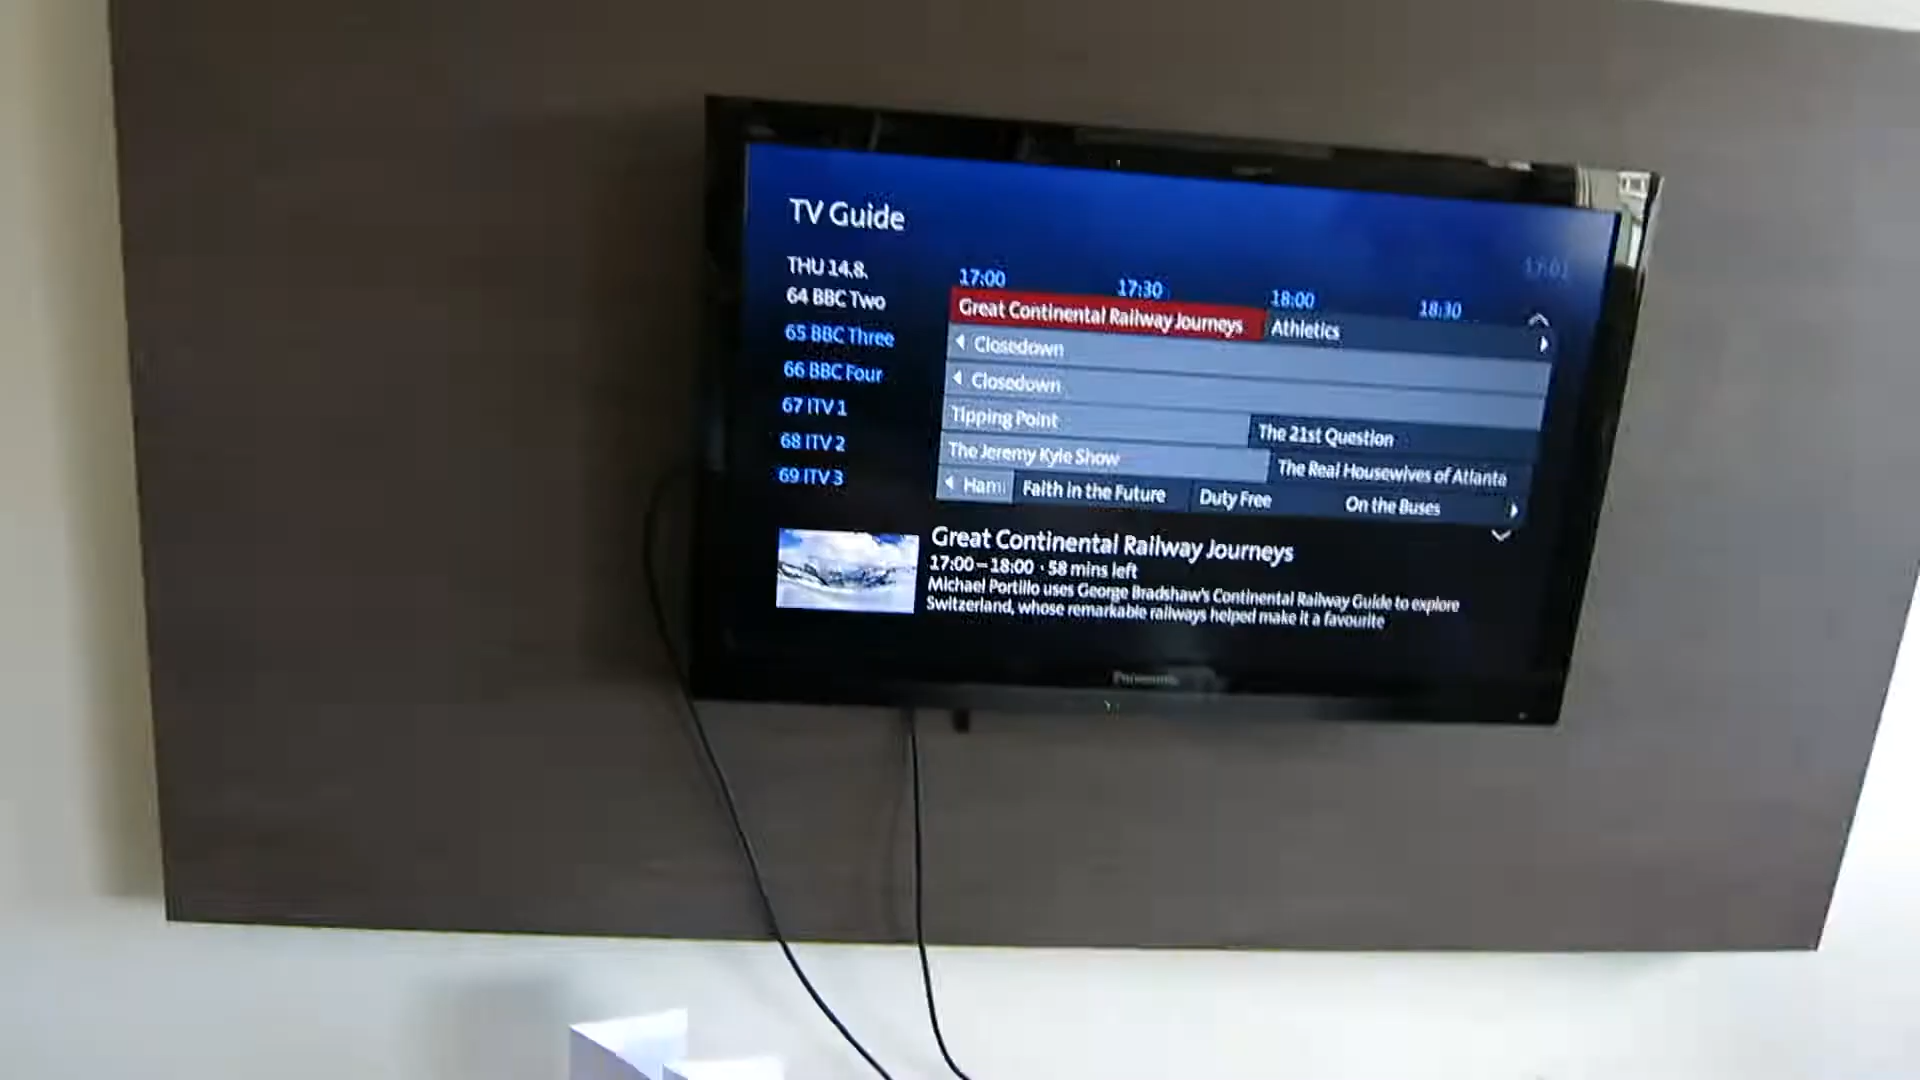 TV Guide
THU 14.8.
17:00 17:30 18:00 18:30 17:01
64 BBC Two Great Continental Railway Journeys Athletics
65 BBC Three Closedown
66 BBC Four Closedown
67 ITV 1 Tipping Point The 21st Question
68 ITV 2 The Jeremy Kyle Show The Real Housewives of Atlanta
69 ITV 3 Ham Faith in the Future Duty Free On the Buses
Great Continental Railway Journeys
17:00 – 18:00 · 58 mins left
Michael Portillo uses George Bradshaw's Continental Railway Guide to explore
Switzerland, whose remarkable railways helped make it a favourite
Panasonic